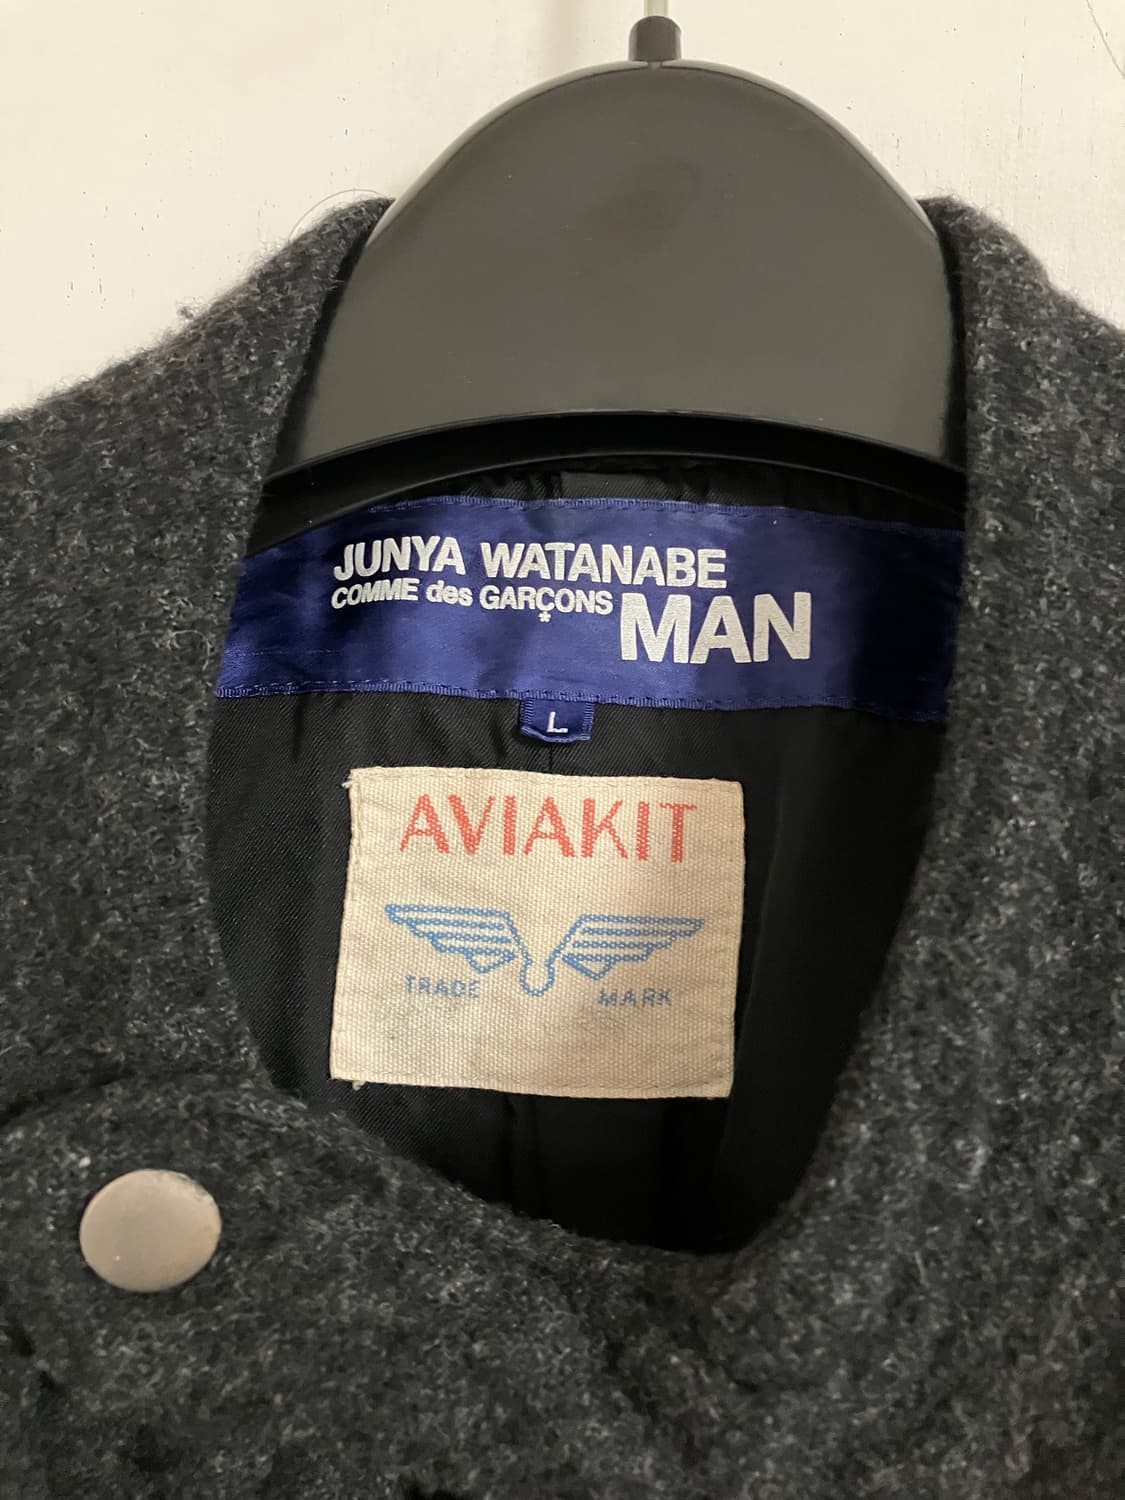 JUNYA WATANABE
COMME des GARÇONS MAN
*
L
AVIAKIT
TRADE MARK